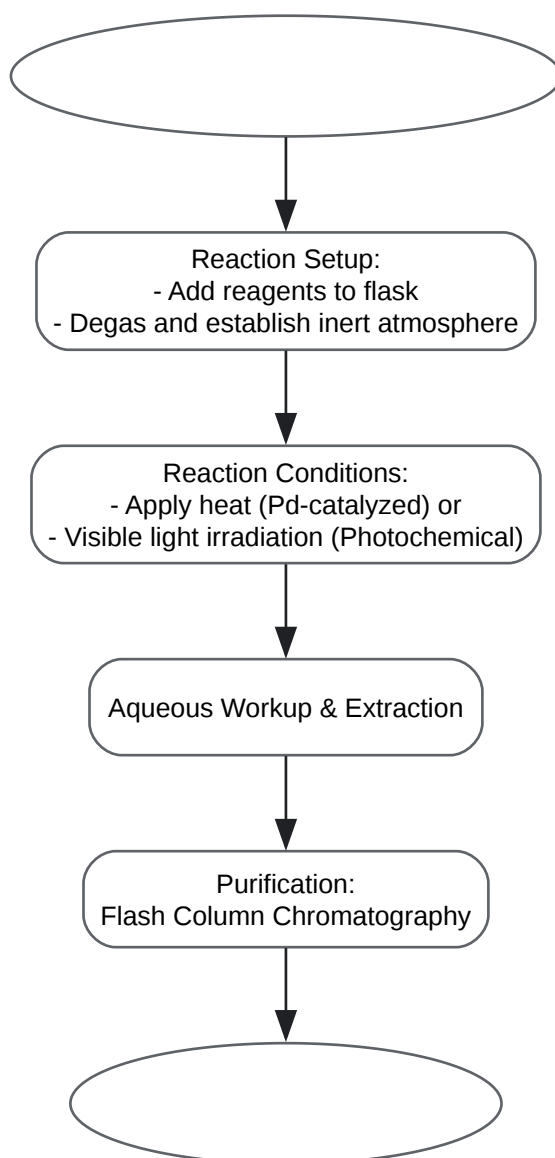 Reaction Setup:
- Add reagents to flask
- Degas and establish inert atmosphere
Reaction Conditions:
- Apply heat (Pd-catalyzed) or
- Visible light irradiation (Photochemical)
Aqueous Workup & Extraction
Purification:
Flash Column Chromatography